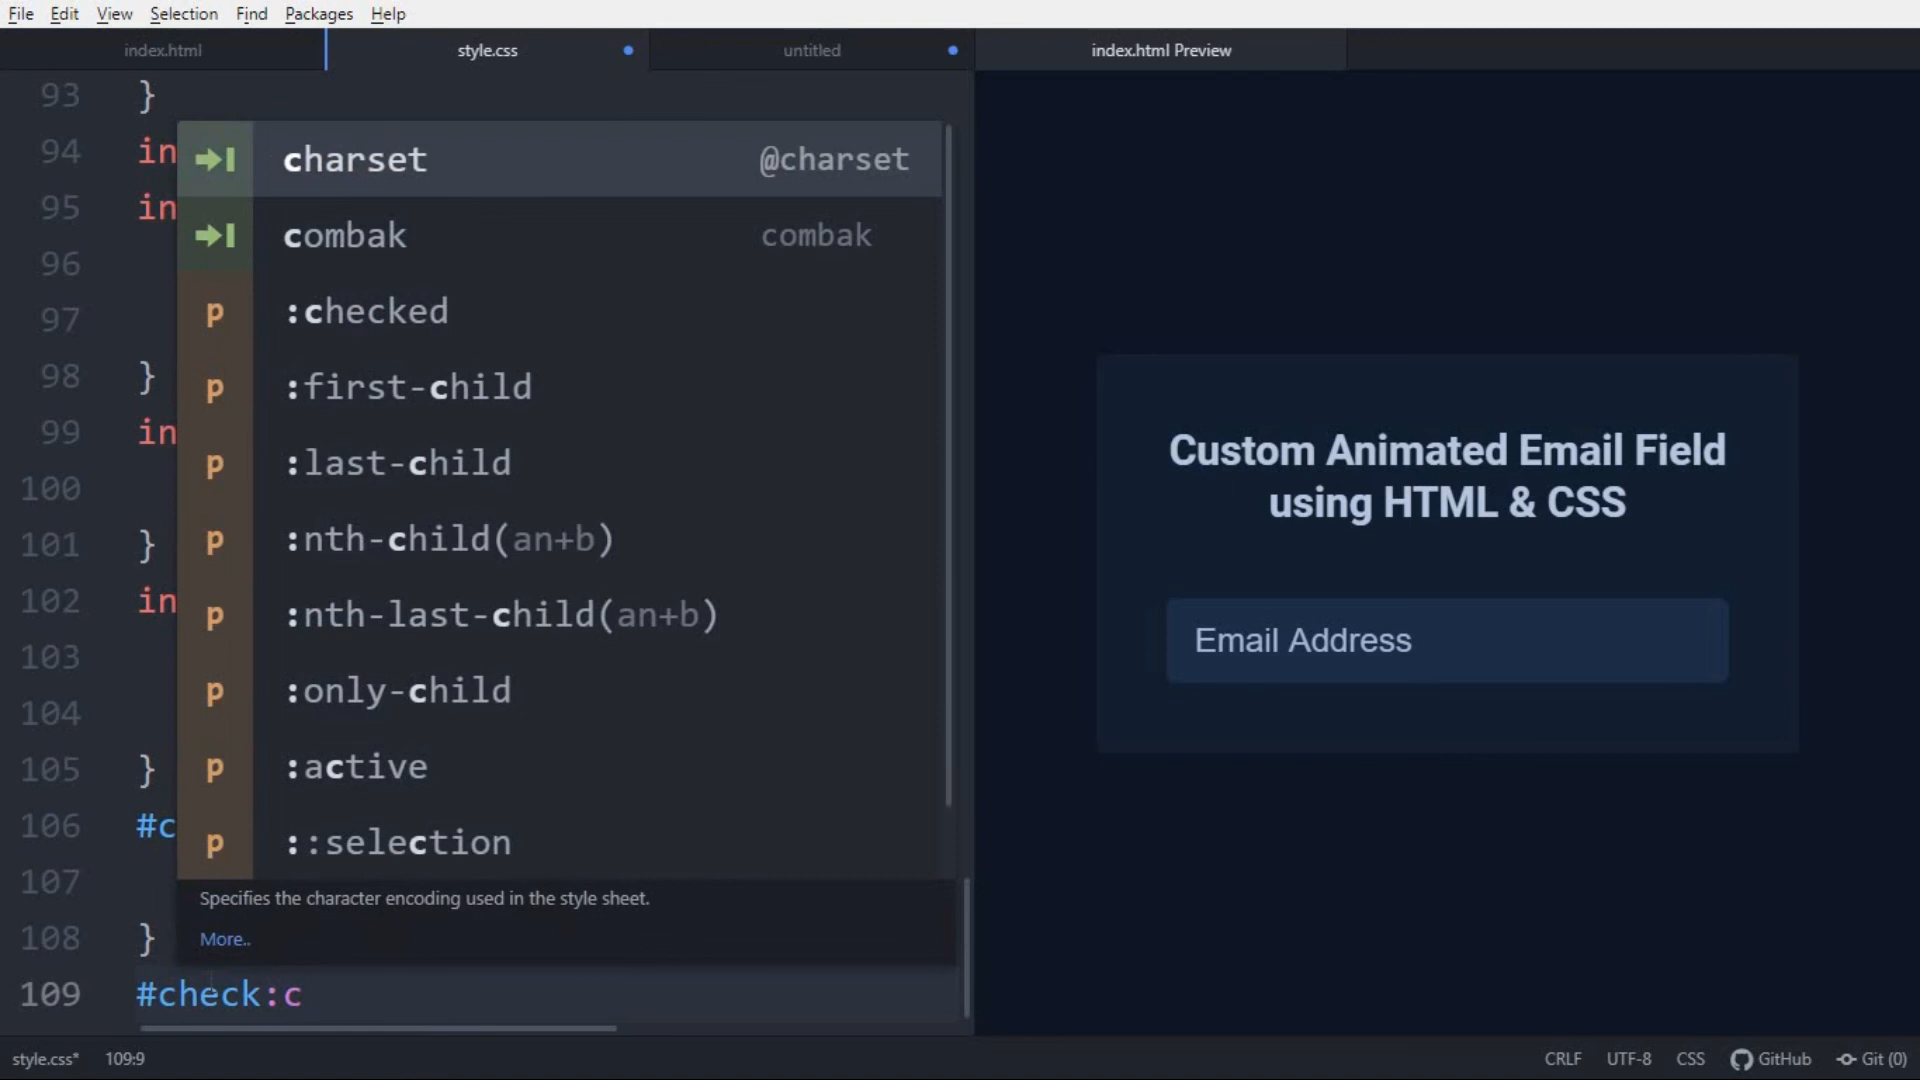 File Edit View Selection Find Packages Help
index.html style.css untitled index.html Preview
93 }
94 in
95 in
96
97
98 }
99 in
100
101 }
102 in
103
104
105 }
106 #c
107
108 }
109 #check:c
charset @charset
combak combak
p :checked
p :first-child
p :last-child
p :nth-child(an+b)
p :nth-last-child(an+b)
p :only-child
p :active
p ::selection
Specifies the character encoding used in the style sheet.
More..
Custom Animated Email Field
using HTML & CSS
Email Address
style.css* 109:9 CRLF UTF-8 CSS GitHub Git (0)